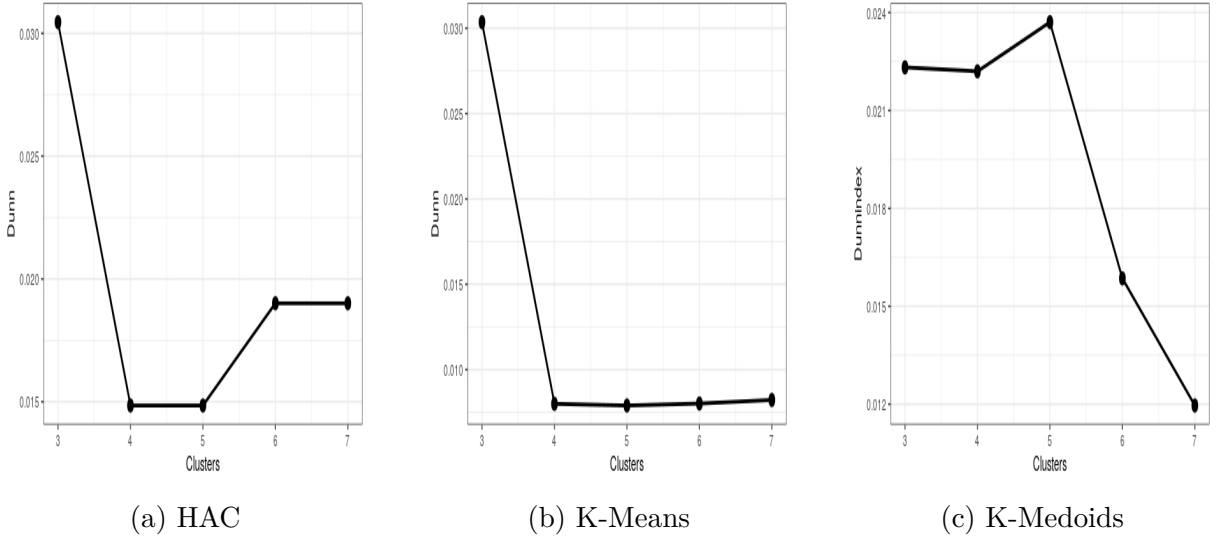 0.030
0.025
0.020
0.015
Dunn
3 4 5 6 7
Clusters
(a) HAC
0.030
0.025
0.020
0.015
0.010
Dunn
3 4 5 6 7
Clusters
(b) K-Means
0.024
0.021
0.018
0.015
0.012
DunnIndex
3 4 5 6 7
Clusters
(c) K-Medoids